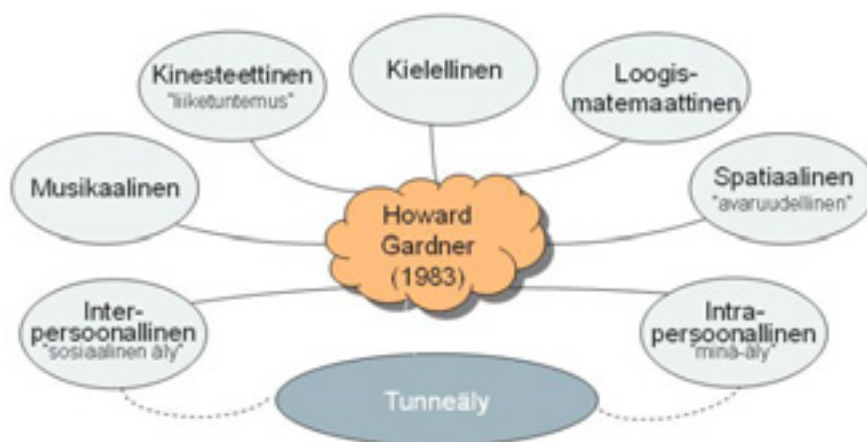 Kinesteettinen
"liiketuntemus"
Kielellinen
Loogis-
matemaattinen
Musikaalinen
Howard
Gardner
(1983)
Spatiaalinen
"avaruudellinen"
Inter-
persoonallinen
"sosiaalinen äly"
Intra-
persoonallinen
"minä-äly"
Tunneäly